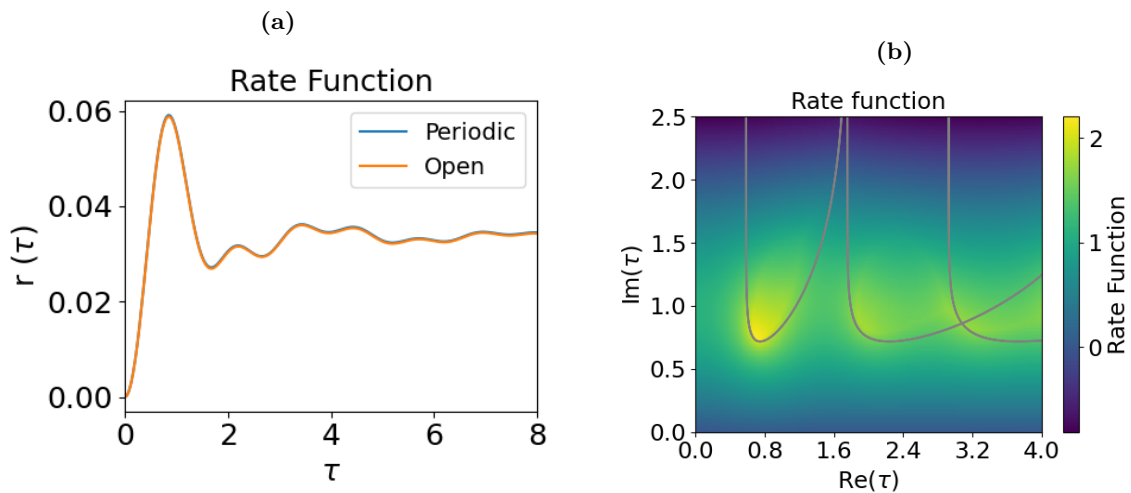 (a)
Rate Function
0.06
0.04
0.02
0.00
r (τ)
Periodic
Open
0 2 4 6 8
τ
(b)
Rate function
2.5
2.0
1.5
1.0
0.5
0.0
Im(τ)
0.0 0.8 1.6 2.4 3.2 4.0
Re(τ)
2
1
0
Rate Function